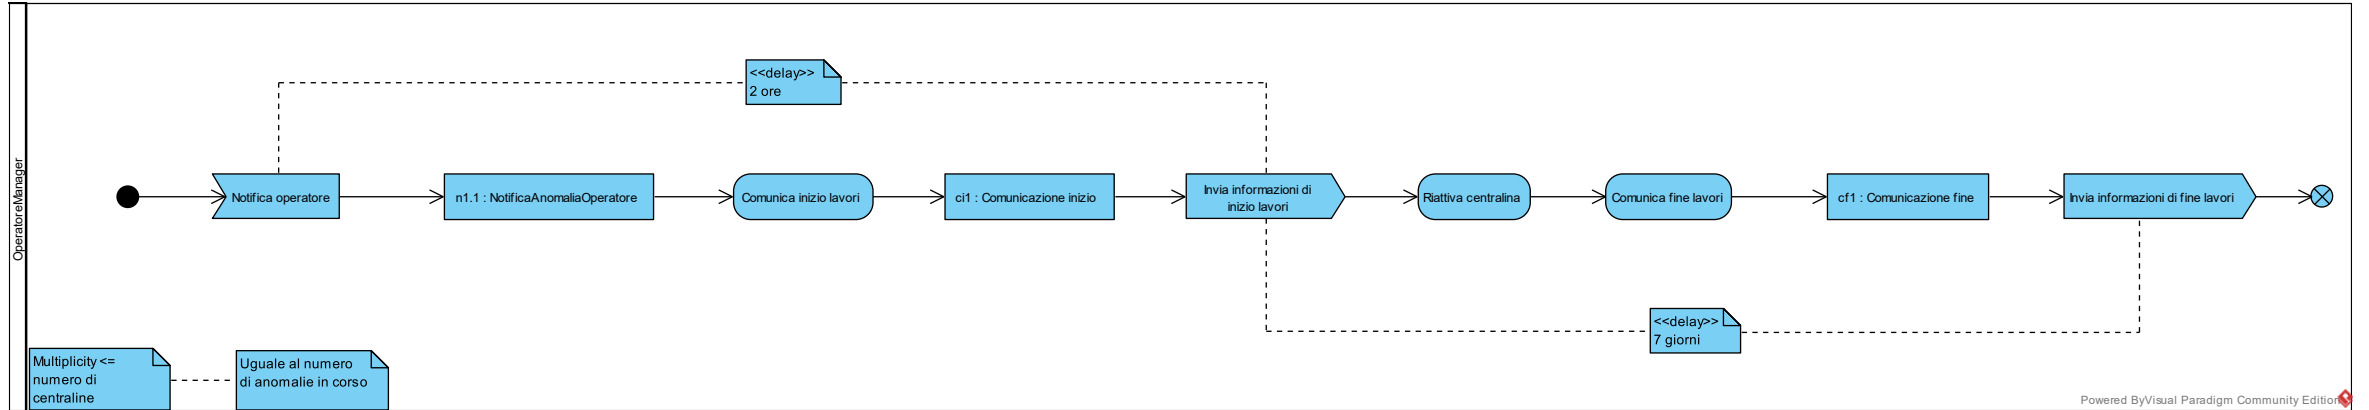 OperatoreManager
<<delay>>
2 ore
Notifica operatore
n1.1 : NotificaAnomaliaOperatore
Comunica inizio lavori
ci1 : Comunicazione inizio
Invia informazioni di
inizio lavori
Riattiva centralina
Comunica fine lavori
cf1 : Comunicazione fine
Invia informazioni di fine lavori
<<delay>>
7 giorni
Multiplicity <=
numero di
centraline
Uguale al numero
di anomalie in corso
Powered ByVisual Paradigm Community Edition